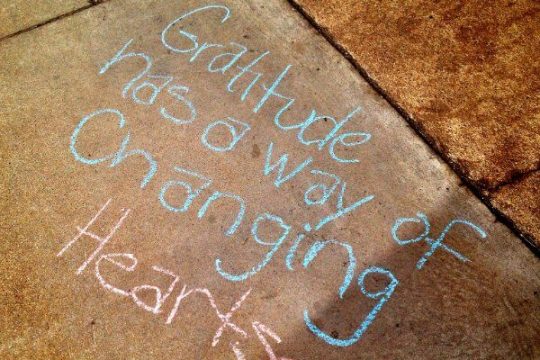 Gratitude
has a way of
Changing
Hearts